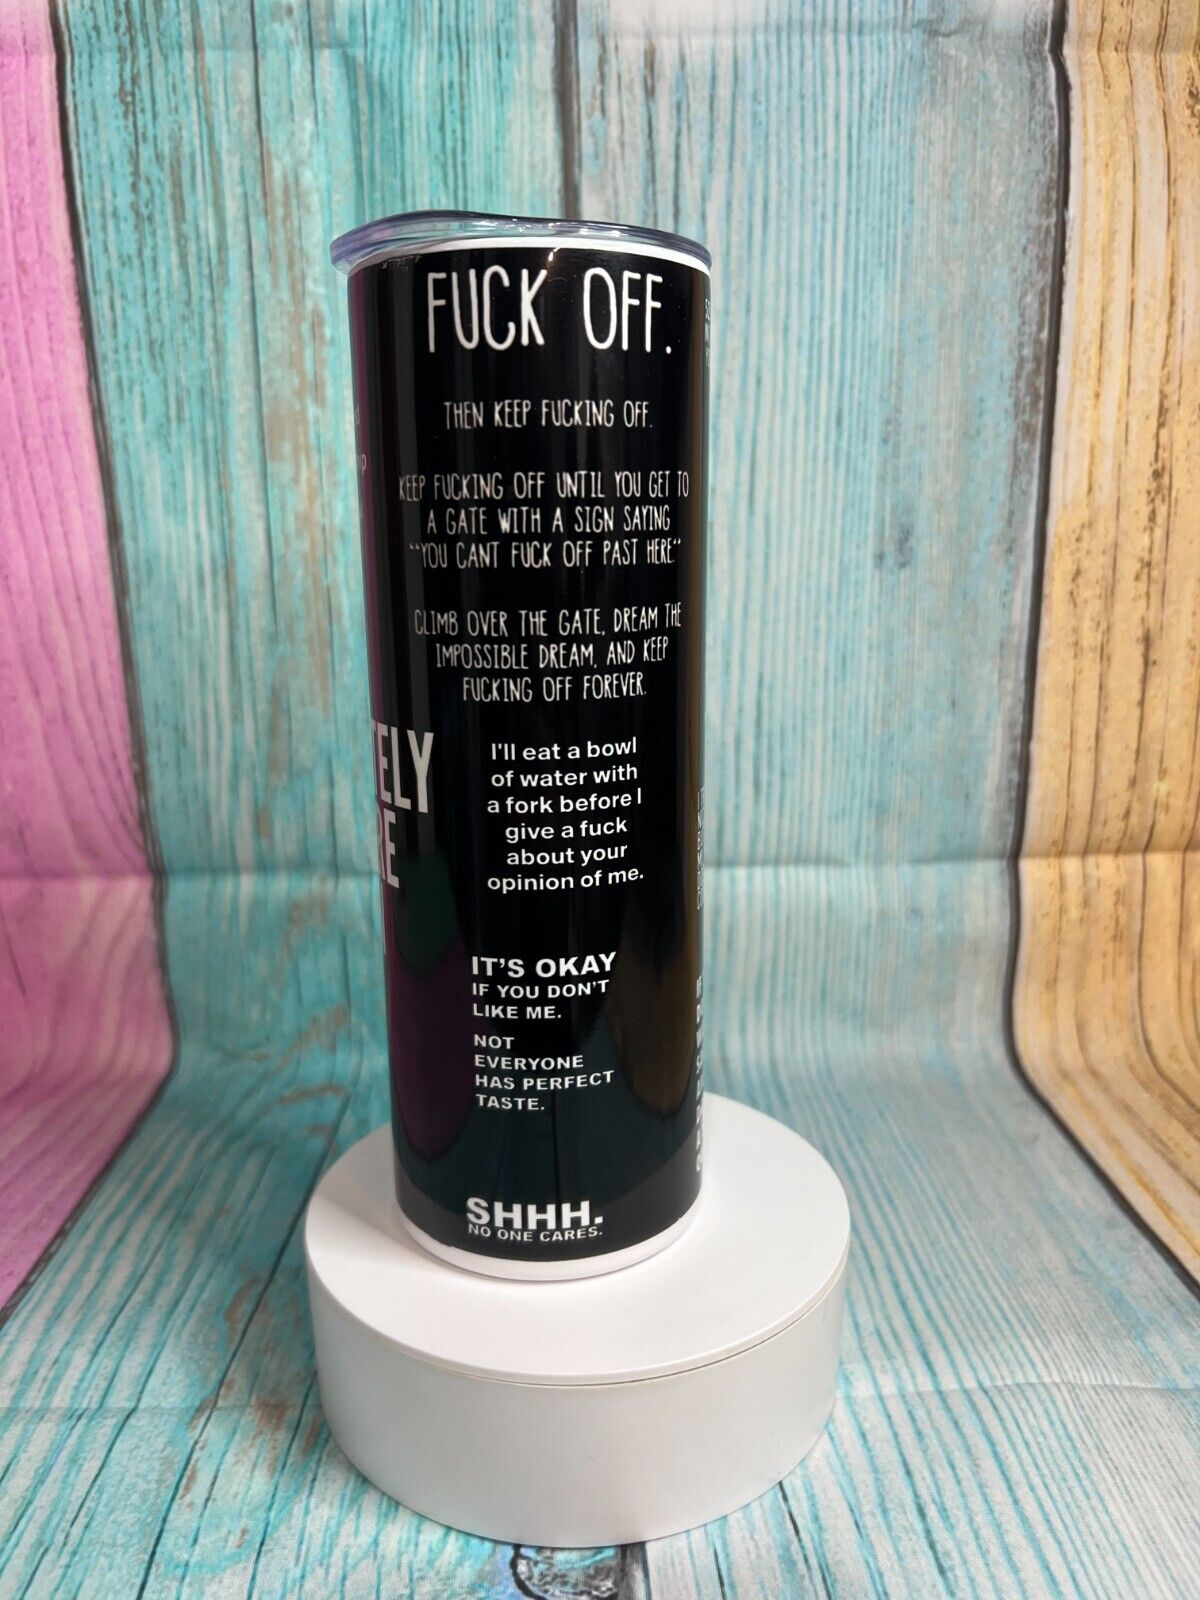 FUCK OFF.
THEN KEEP FUCKING OFF.
KEEP FUCKING OFF UNTIL YOU GET TO
A GATE WITH A SIGN SAYING
"YOU CANT FUCK OFF PAST HERE"
CLIMB OVER THE GATE, DREAM THE
IMPOSSIBLE DREAM, AND KEEP
FUCKING OFF FOREVER.
I'll eat a bowl
of water with
a fork before I
give a fuck
about your
opinion of me.
IT'S OKAY
IF YOU DON'T
LIKE ME.
NOT
EVERYONE
HAS PERFECT
TASTE.
SHHH.
NO ONE CARES.